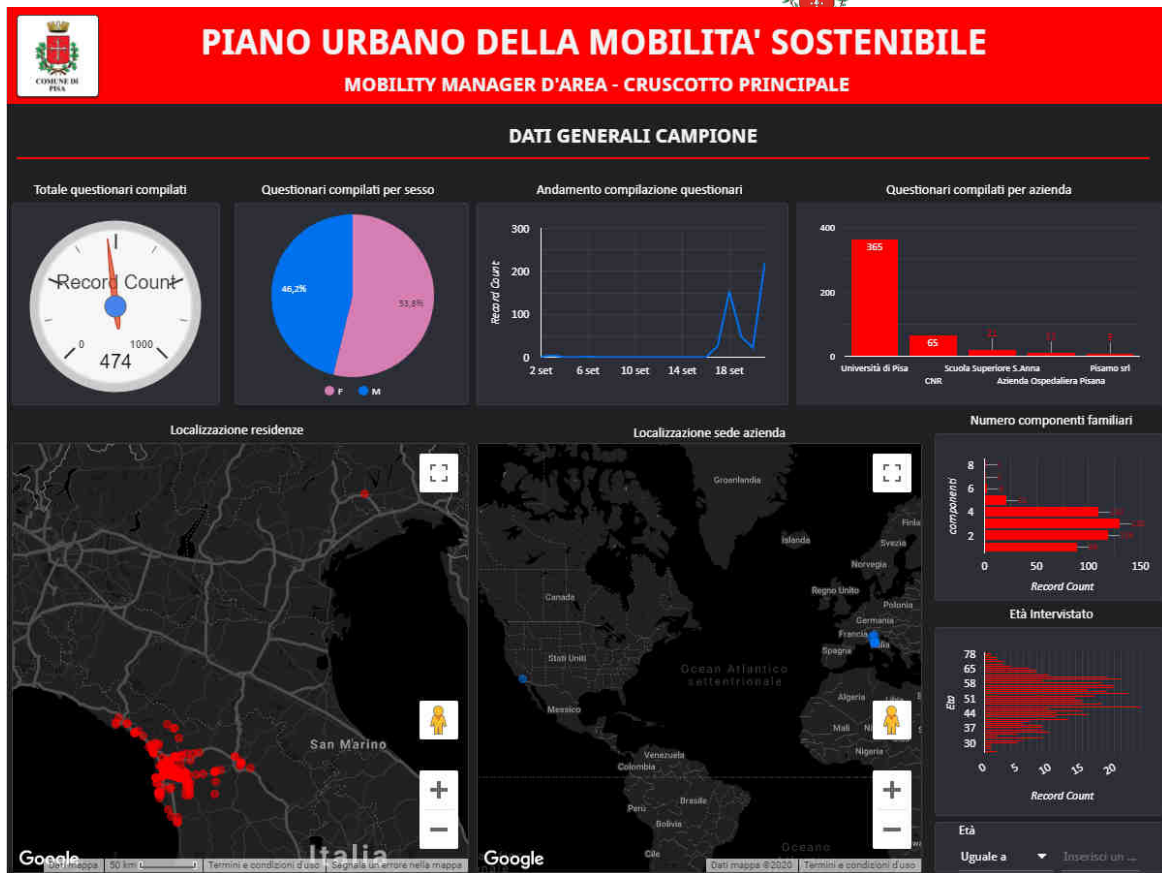 COMUNE DI
PISA
PIANO URBANO DELLA MOBILITA' SOSTENIBILE
MOBILITY MANAGER D'AREA - CRUSCOTTO PRINCIPALE
DATI GENERALI CAMPIONE
Totale questionari compilati
Questionari compilati per sesso
Andamento compilazione questionari
Questionari compilati per azienda
Record Count
0
1000
474
46,2%
53,8%
F
M
Record Count
300
200
100
0
2 set
6 set
10 set
14 set
18 set
400
200
0
365
65
Università di Pisa
CNR
Scuola Superiore S.Anna
Azienda Ospedaliera Pisana
Pisamo srl
Localizzazione residenze
San Marino
Italia
Google
Dati mappa
50 km
Termini e condizioni d'uso
Segnala un errore nella mappa
Localizzazione sede azienda
Groenlandia
Islanda
Finla
Svezia
Norvegia
Canada
Regno Unito
Polonia
Germania
Francia
Italia
Spagna
Stati Uniti
Ocean Atlantico
settentrionale
Messico
Algeria
Mali
Nigeria
Venezuela
Colombia
Perù
Brasile
Bolivia
Cile
Oceano
Google
Dati mappa ©2020
Termini e condizioni d'uso
Numero componenti familiari
componenti
8
6
4
2
0
50
100
150
Record Count
Età Intervistato
Età
78
65
58
51
44
37
30
0
5
10
15
20
Record Count
Età
Uguale a
Inserisci un ...